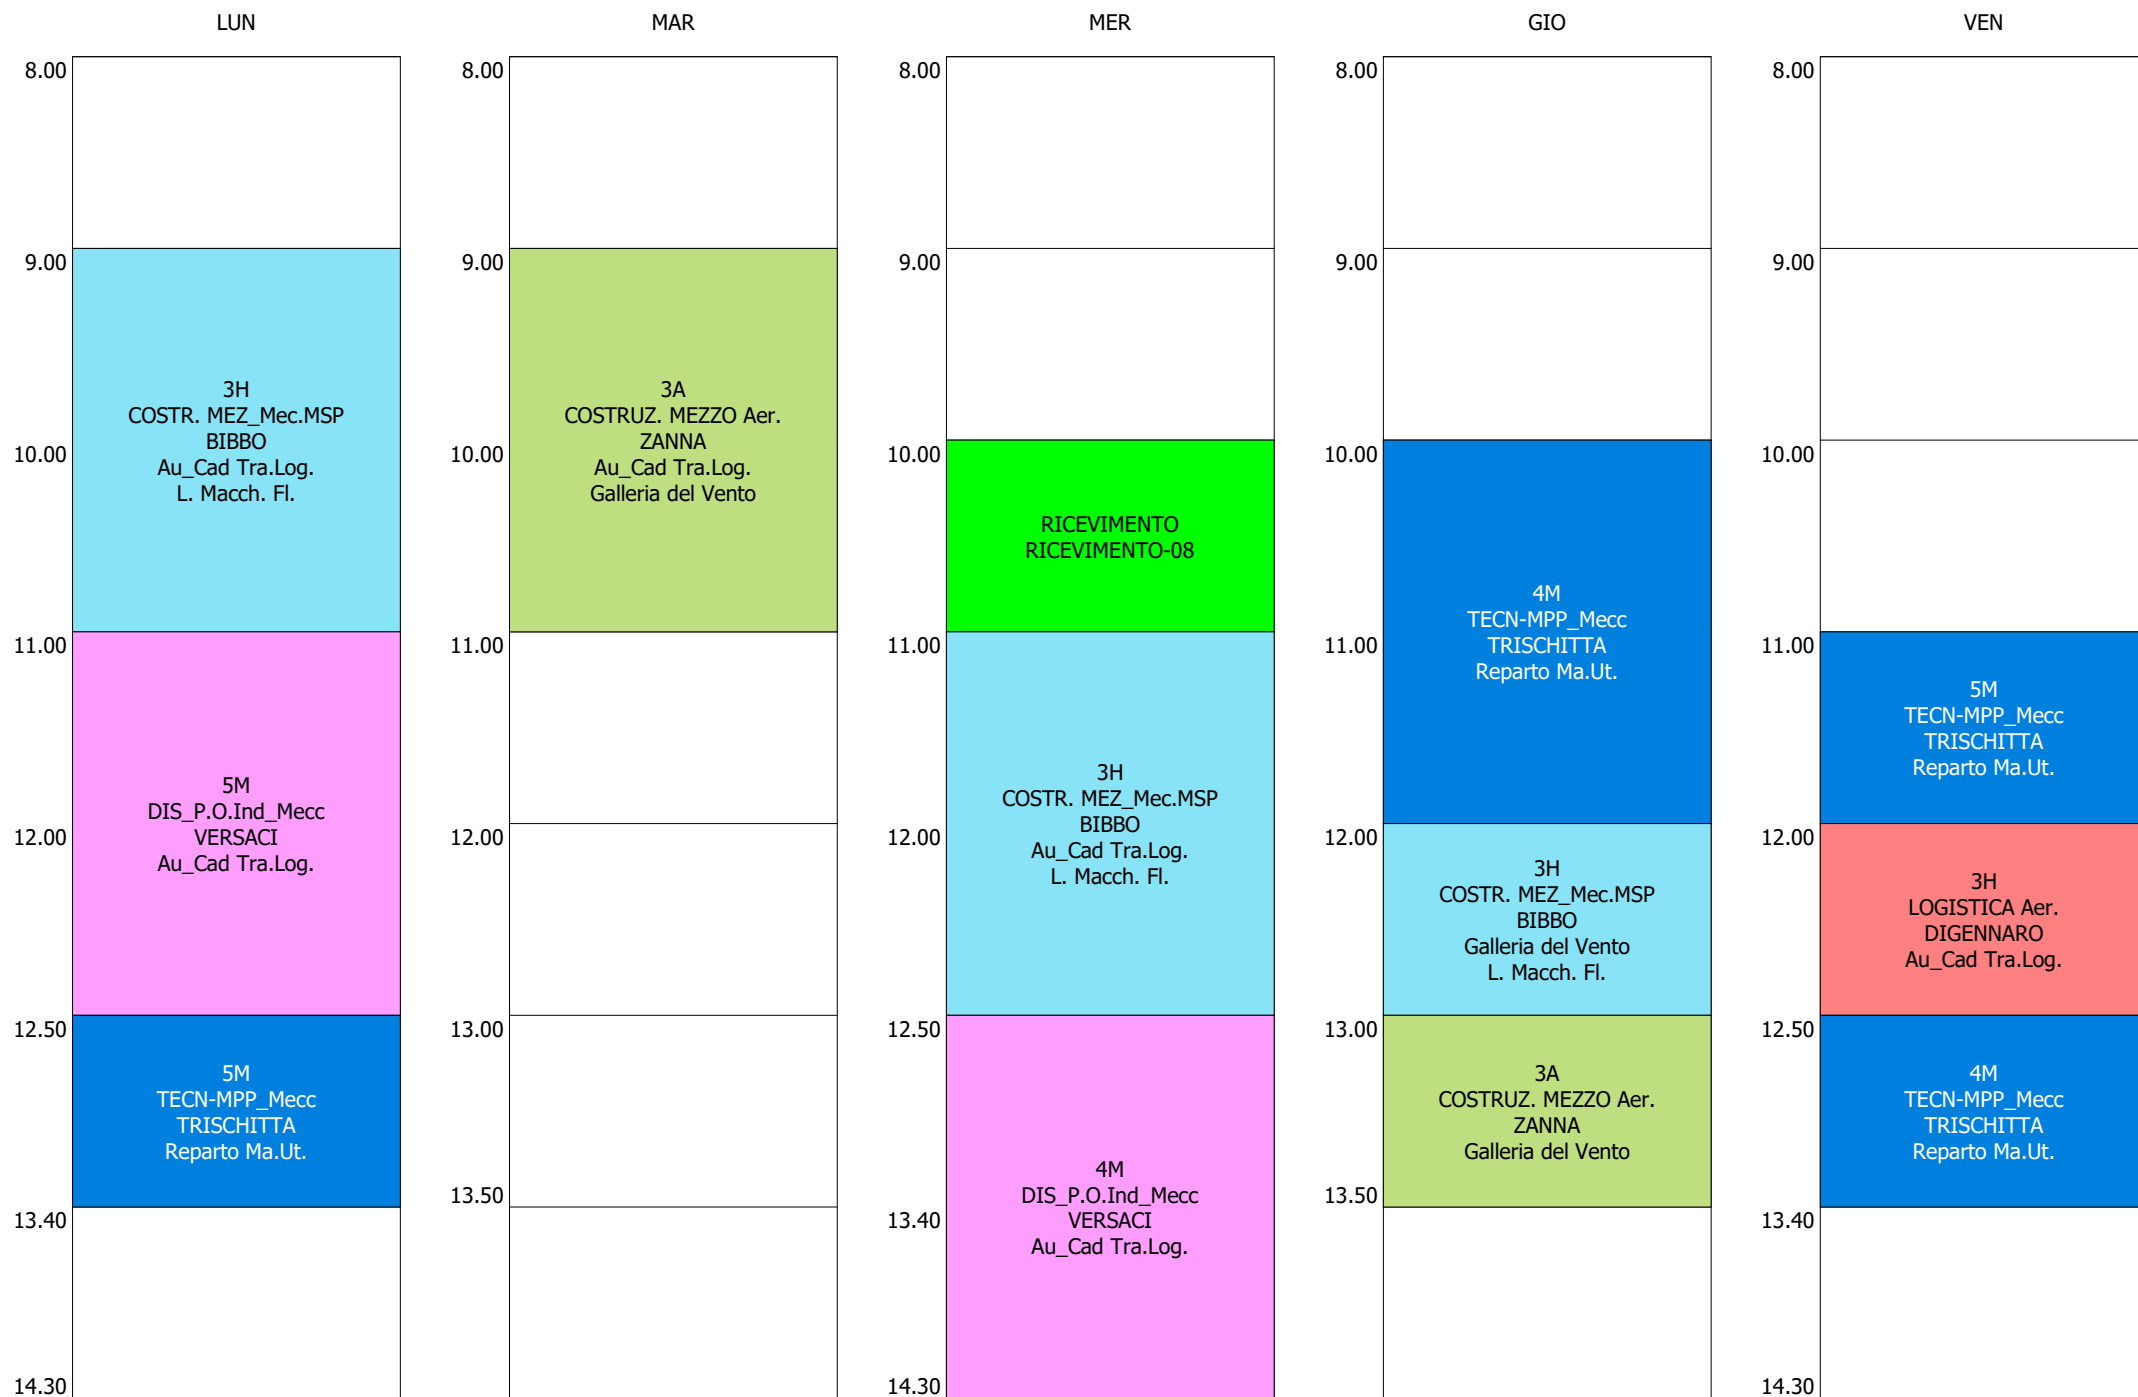 LUN
8.00
9.00
3H
COSTR. MEZ_Mec.MSP
BIBBO
Au_Cad Tra.Log.
L. Macch. Fl.
10.00
11.00
5M
DIS_P.O.Ind_Mecc
VERSACI
Au_Cad Tra.Log.
12.00
12.50
5M
TECN-MPP_Mecc
TRISCHITTA
Reparto Ma.Ut.
13.40
14.30
MAR
8.00
9.00
3A
COSTRUZ. MEZZO Aer.
ZANNA
Au_Cad Tra.Log.
Galleria del Vento
10.00
11.00
12.00
13.00
13.50
MER
8.00
9.00
10.00
RICEVIMENTO
RICEVIMENTO-08
11.00
3H
COSTR. MEZ_Mec.MSP
BIBBO
Au_Cad Tra.Log.
L. Macch. Fl.
12.00
12.50
4M
DIS_P.O.Ind_Mecc
VERSACI
Au_Cad Tra.Log.
13.40
14.30
GIO
8.00
9.00
10.00
4M
TECN-MPP_Mecc
TRISCHITTA
Reparto Ma.Ut.
11.00
12.00
3H
COSTR. MEZ_Mec.MSP
BIBBO
Galleria del Vento
L. Macch. Fl.
13.00
3A
COSTRUZ. MEZZO Aer.
ZANNA
Galleria del Vento
13.50
VEN
8.00
9.00
10.00
11.00
5M
TECN-MPP_Mecc
TRISCHITTA
Reparto Ma.Ut.
12.00
3H
LOGISTICA Aer.
DIGENNARO
Au_Cad Tra.Log.
12.50
4M
TECN-MPP_Mecc
TRISCHITTA
Reparto Ma.Ut.
13.40
14.30